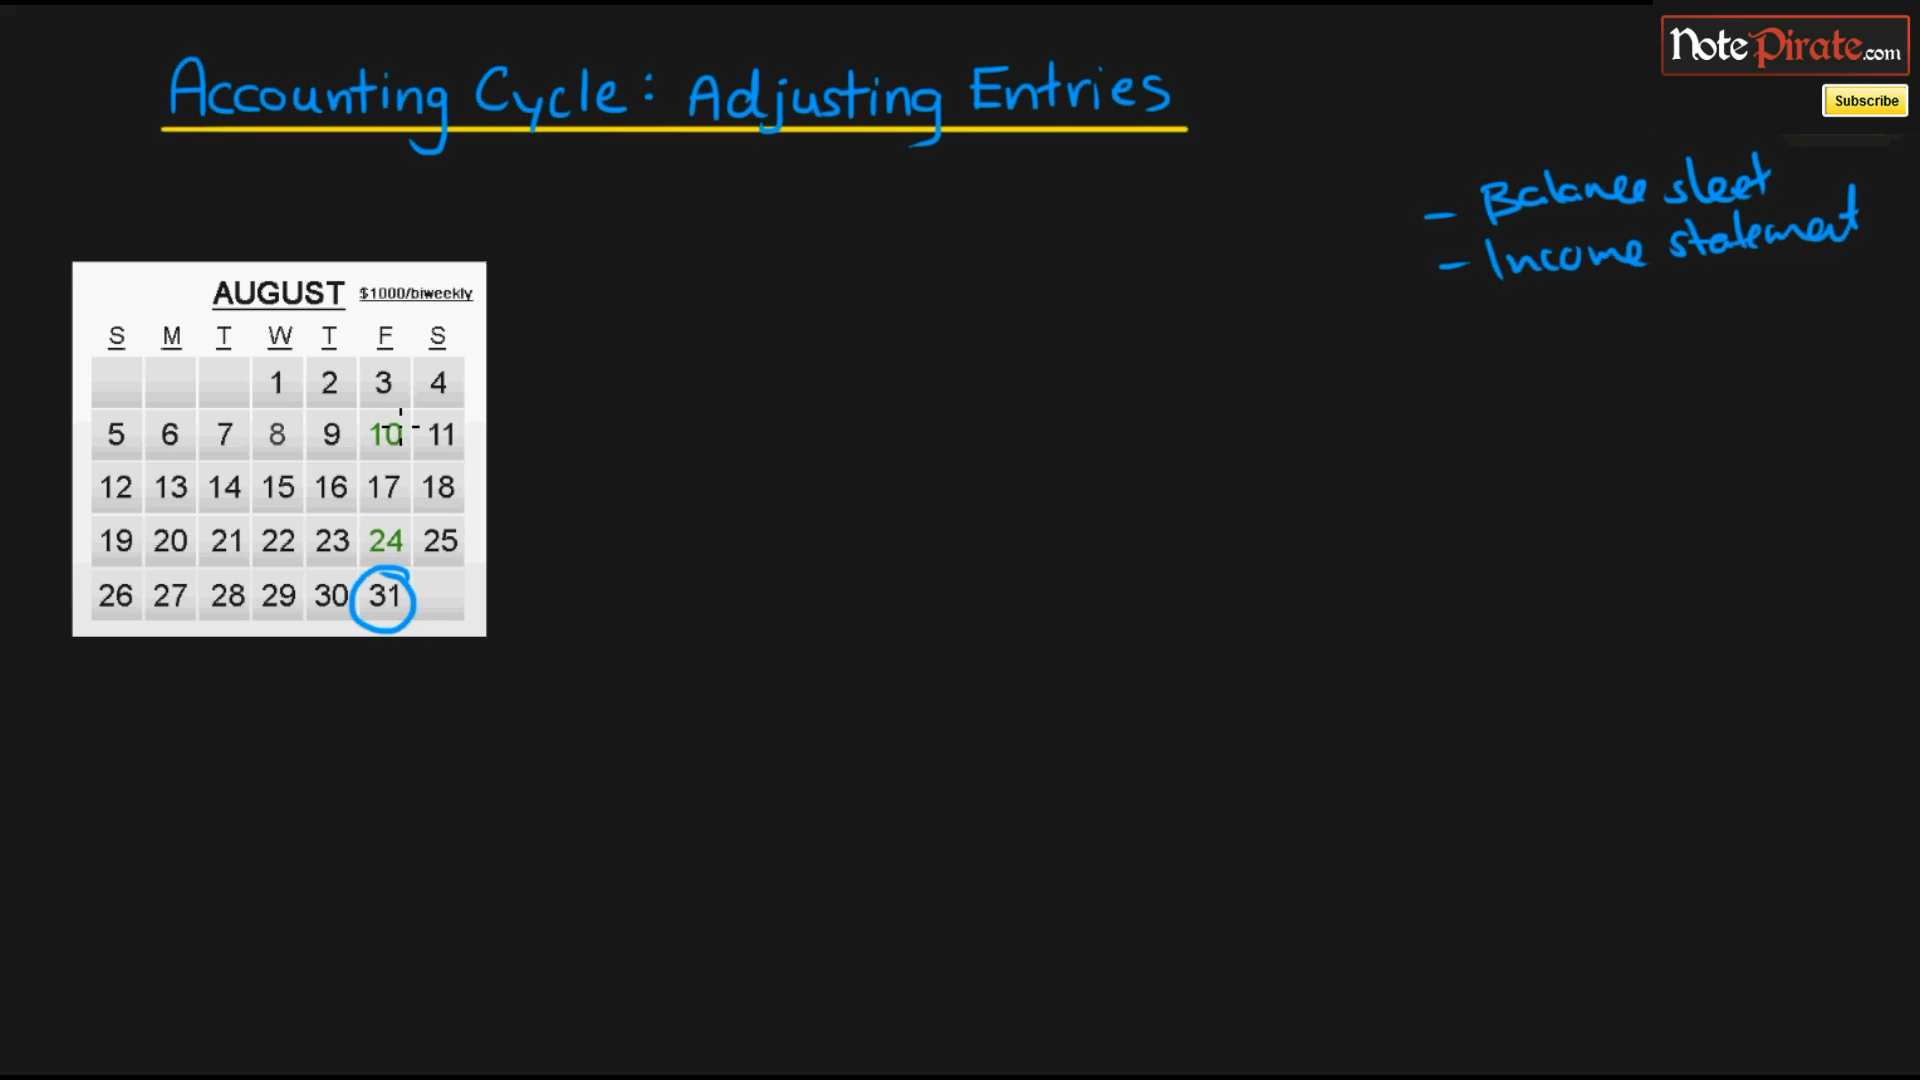 NotePirate.com
Subscribe
Accounting Cycle: Adjusting Entries
- Balance sheet
- Income statement
AUGUST $1000/biweekly
S M T W T F S
1 2 3 4
5 6 7 8 9 10 11
12 13 14 15 16 17 18
19 20 21 22 23 24 25
26 27 28 29 30 31